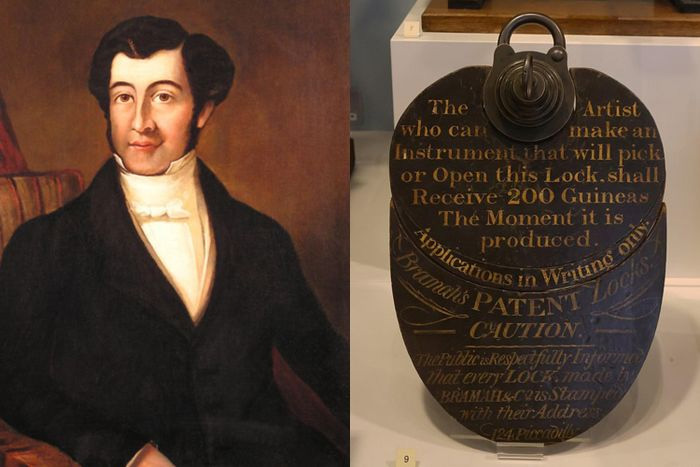 The Artist
who can make an
Instrument that will pick
or Open this Lock. shall
Receive 200 Guineas
The Moment it is
produced.
Applications in Writing only.
Bramah's PATENT Locks.
CAUTION.
The Public is Respectfully Informed
that every LOCK, made by
BRAMAH & Co is Stamped
with their Address
124. Piccadilly
9